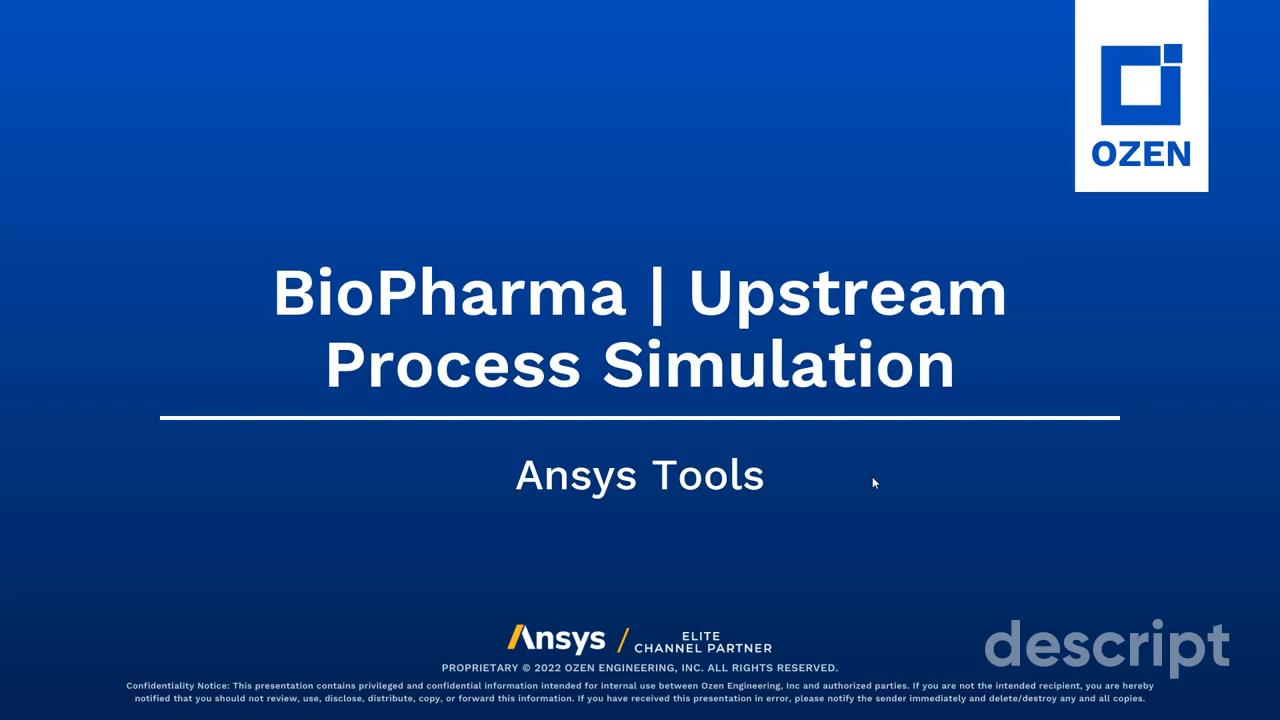 OZEN
BioPharma | Upstream
Process Simulation
Ansys Tools
Ansys / ELITE
CHANNEL PARTNER
PROPRIETARY © 2022 OZEN ENGINEERING, INC. ALL RIGHTS RESERVED.
descript
Confidentiality Notice: This presentation contains privileged and confidential information intended for internal use between Ozen Engineering, Inc and authorized parties. If you are not the intended recipient, you are hereby
notified that you should not review, use, disclose, distribute, copy, or forward this information. If you have received this presentation in error, please notify the sender immediately and delete/destroy any and all copies.